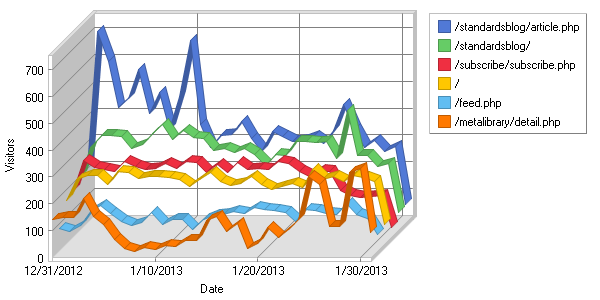 700
600
500
400
300
200
100
0
Visitors
12/31/2012
1/10/2013
1/20/2013
1/30/2013
Date
/standardsblog/article.php
/standardsblog/
/subscribe/subscribe.php
/
/feed.php
/metalibrary/detail.php